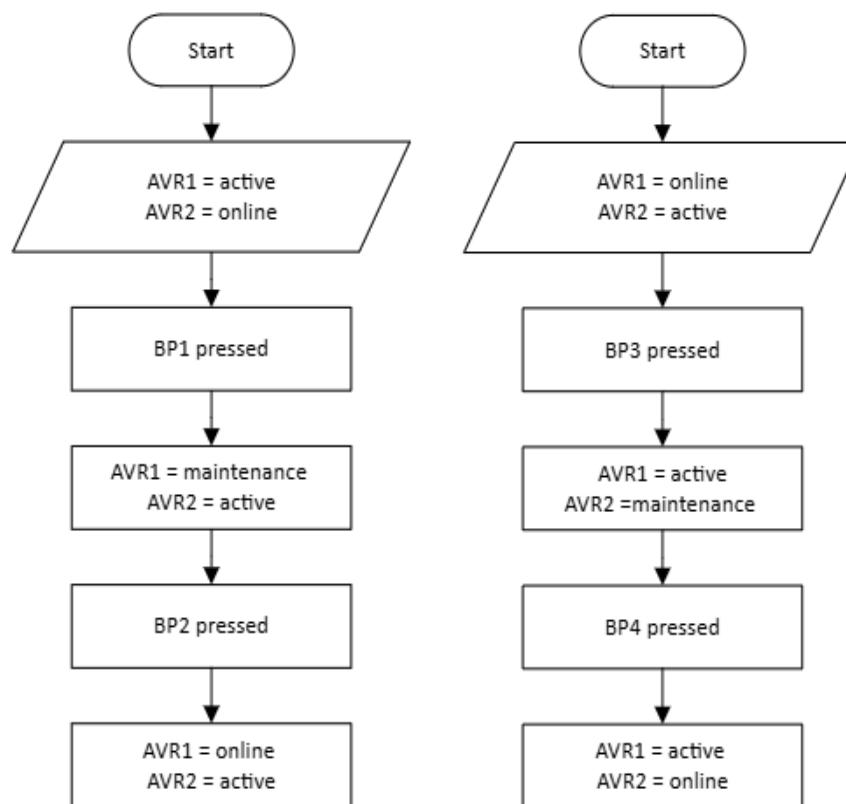 Start
AVR1 = active
AVR2 = online
BP1 pressed
AVR1 = maintenance
AVR2 = active
BP2 pressed
AVR1 = online
AVR2 = active
Start
AVR1 = online
AVR2 = active
BP3 pressed
AVR1 = active
AVR2 =maintenance
BP4 pressed
AVR1 = active
AVR2 = online